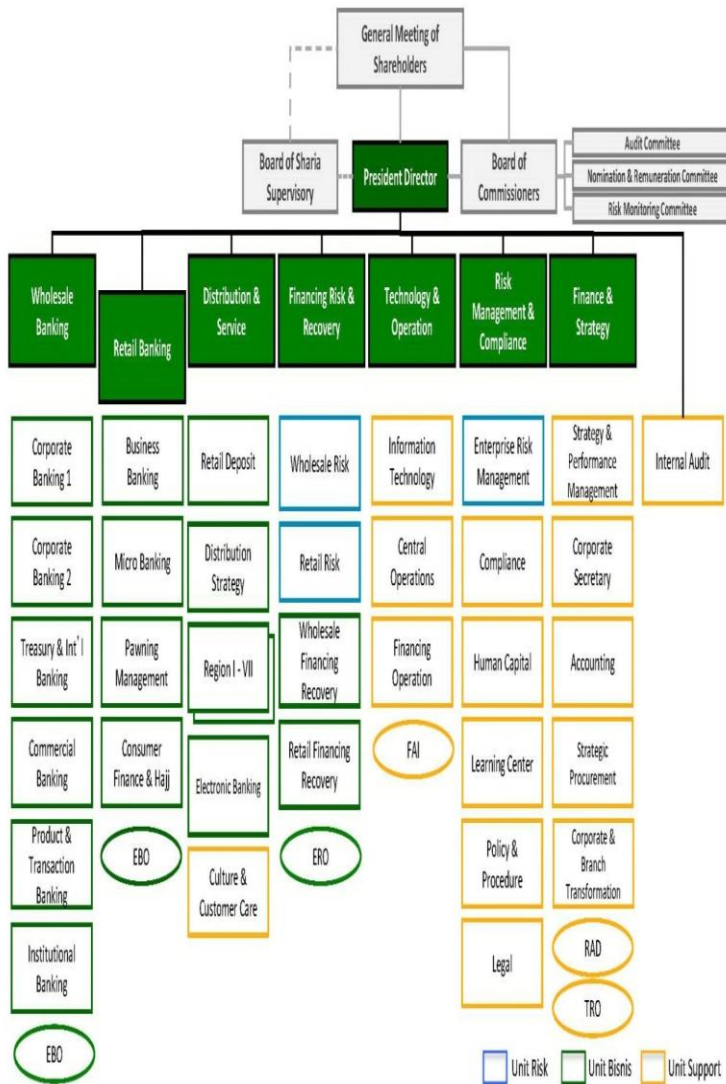 General Meeting of
Shareholders
Board of Sharia
Supervisory
President Director
Board of
Commissioners
Audit Committee
Nomination & Remuneration Committee
Risk Monitoring Committee
Wholesale
Banking
Retail Banking
Distribution &
Service
Financing Risk &
Recovery
Technology &
Operation
Risk
Management &
Compliance
Finance &
Strategy
Corporate
Banking 1
Corporate
Banking 2
Treasury & Int' l
Banking
Commercial
Banking
Product &
Transaction
Banking
Institutional
Banking
EBO
Business
Banking
Micro Banking
Pawning
Management
Consumer
Finance & Hajj
EBO
Retail Deposit
Distribution
Strategy
Region I - VII
Electronic Banking
Culture &
Customer Care
Wholesale Risk
Retail Risk
Wholesale
Financing
Recovery
Retail Financing
Recovery
ERO
Information
Technology
Central
Operations
Financing
Operation
FAI
Enterprise Risk
Management
Compliance
Human Capital
Learning Center
Policy &
Procedure
Legal
Strategy &
Performance
Management
Corporate
Secretary
Accounting
Strategic
Procurement
Corporate &
Branch
Transformation
RAD
TRO
Internal Audit
Unit Risk
Unit Bisnis
Unit Support